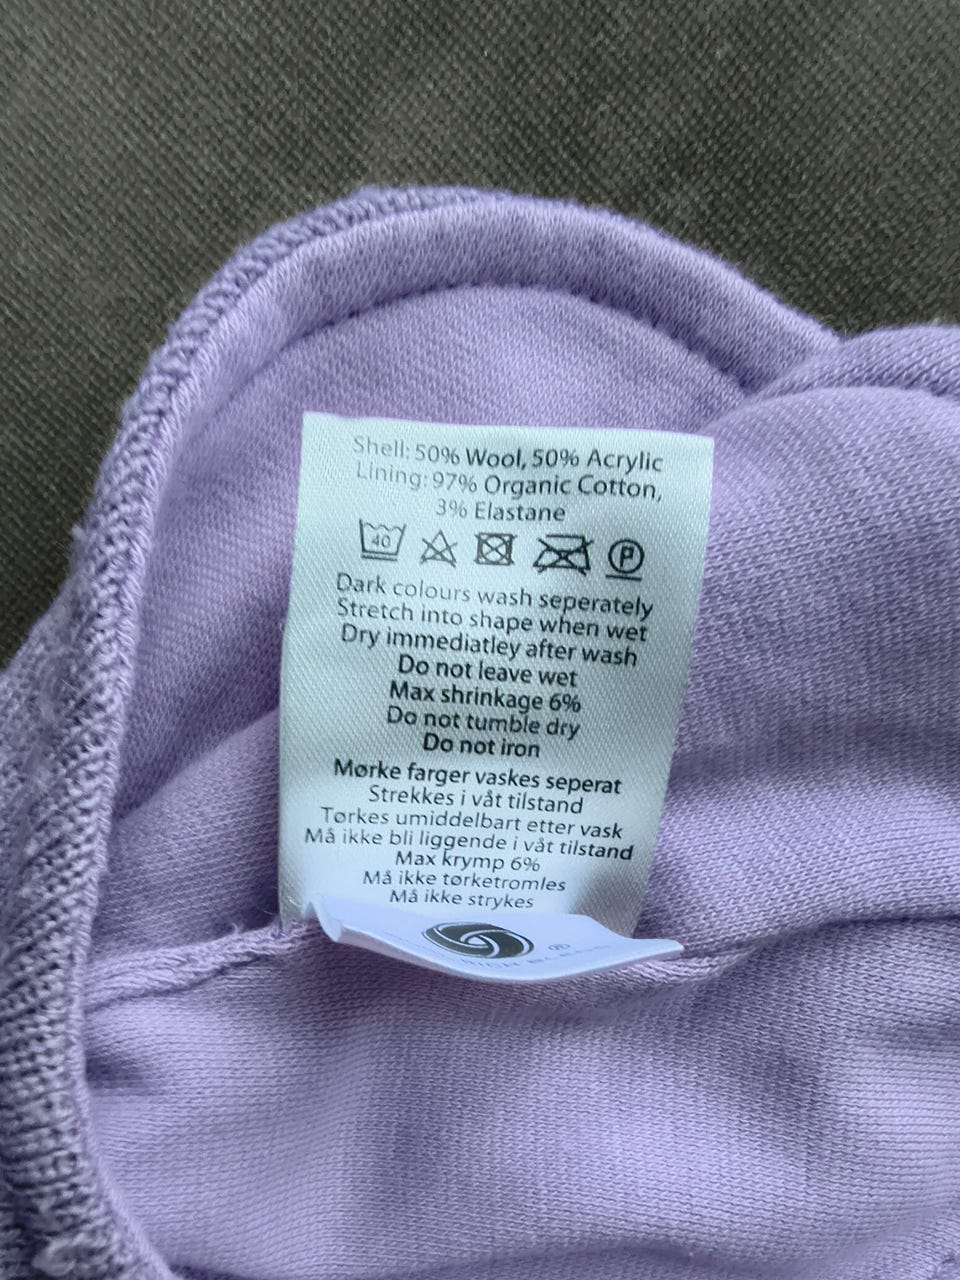 Shell: 50% Wool, 50% Acrylic
Lining: 97% Organic Cotton,
3% Elastane
40 P
Dark colours wash seperately
Stretch into shape when wet
Dry immediatley after wash
Do not leave wet
Max shrinkage 6%
Do not tumble dry
Do not iron
Mørke farger vaskes seperat
Strekkes i våt tilstand
Tørkes umiddelbart etter vask
Må ikke bli liggende i våt tilstand
Max krymp 6%
Må ikke tørketromles
Må ikke strykes
®